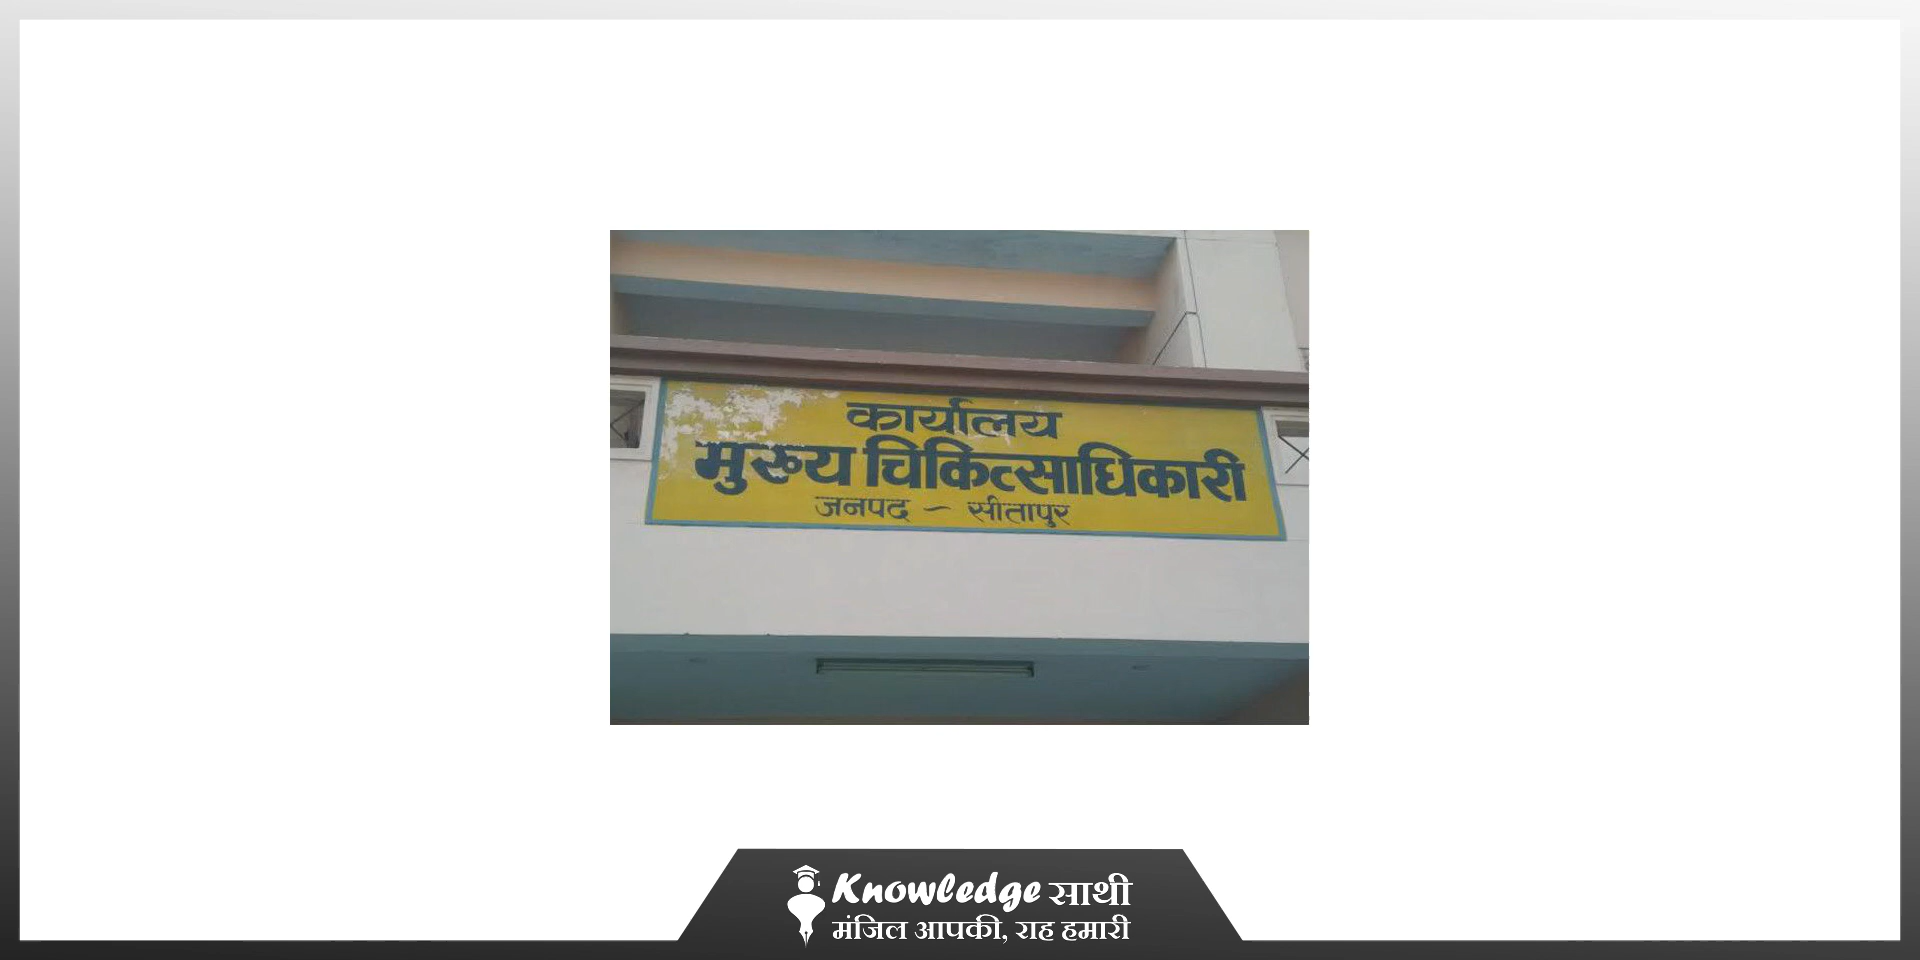 कार्यालय
मुख्य चिकित्साधिकारी
जनपद - सीतापुर
Knowledge साथी
मंजिल आपकी, राह हमारी